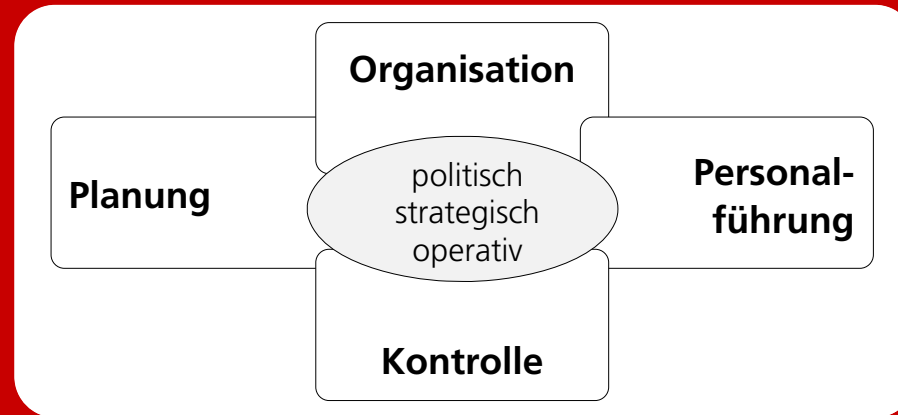 Organisation
Planung
politisch
strategisch
operativ
Personal-
führung
Kontrolle